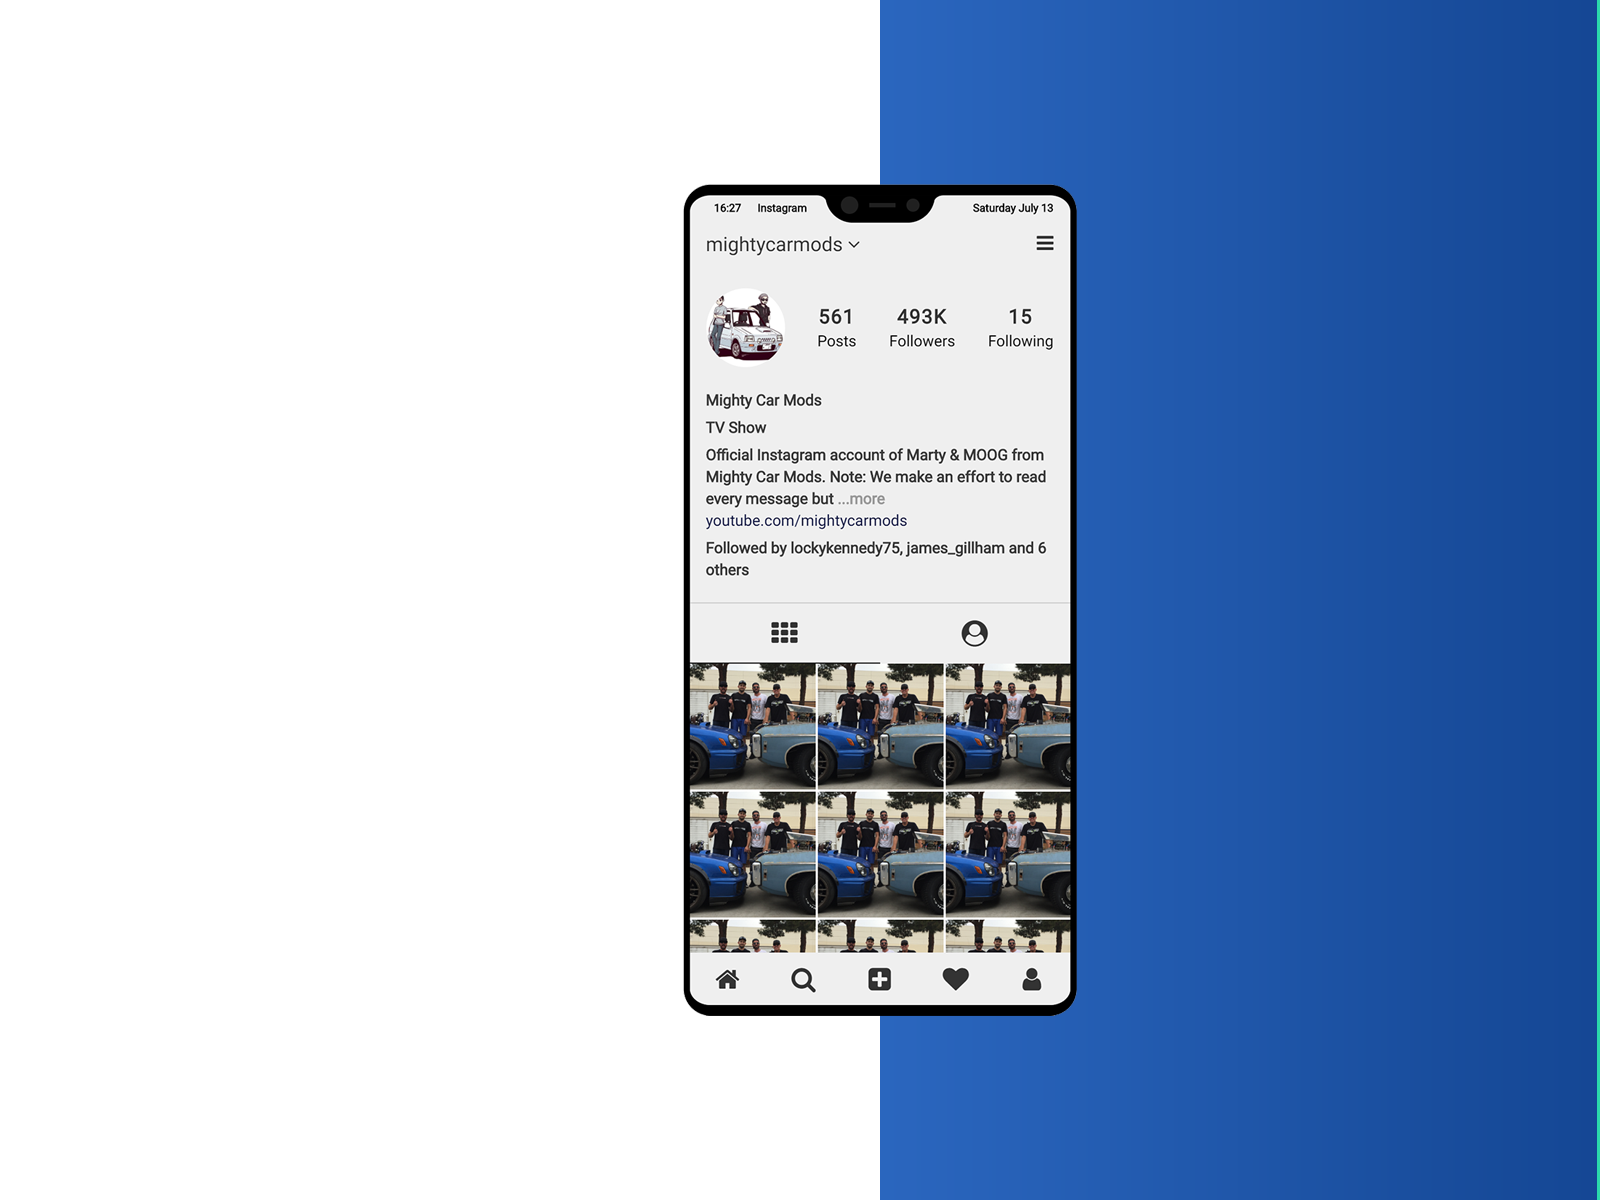 16:27 Instagram Saturday July 13
mightycarmods
561 493K 15
Posts Followers Following
Mighty Car Mods
TV Show
Official Instagram account of Marty & MOOG from
Mighty Car Mods. Note: We make an effort to read
every message but ...more
youtube.com/mightycarmods
Followed by lockykennedy75, james_gillham and 6
others